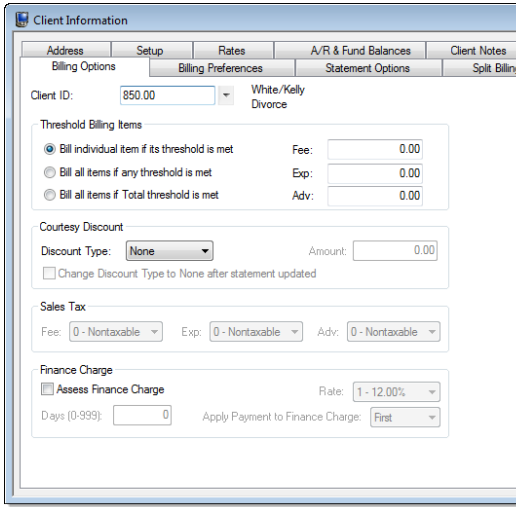 Client Information
Address Setup Rates A/R & Fund Balances Client Notes
Billing Options Billing Preferences Statement Options Split Billing
Client ID: 850.00 White/Kelly
Divorce
Threshold Billing Items
Bill individual item if its threshold is met Fee: 0.00
Bill all items if any threshold is met Exp: 0.00
Bill all items if Total threshold is met Adv: 0.00
Courtesy Discount
Discount Type: None Amount: 0.00
Change Discount Type to None after statement updated
Sales Tax
Fee: 0 - Nontaxable Exp: 0 - Nontaxable Adv: 0 - Nontaxable
Finance Charge
Assess Finance Charge Rate: 1 - 12.00%
Days (0-999): 0 Apply Payment to Finance Charge: First